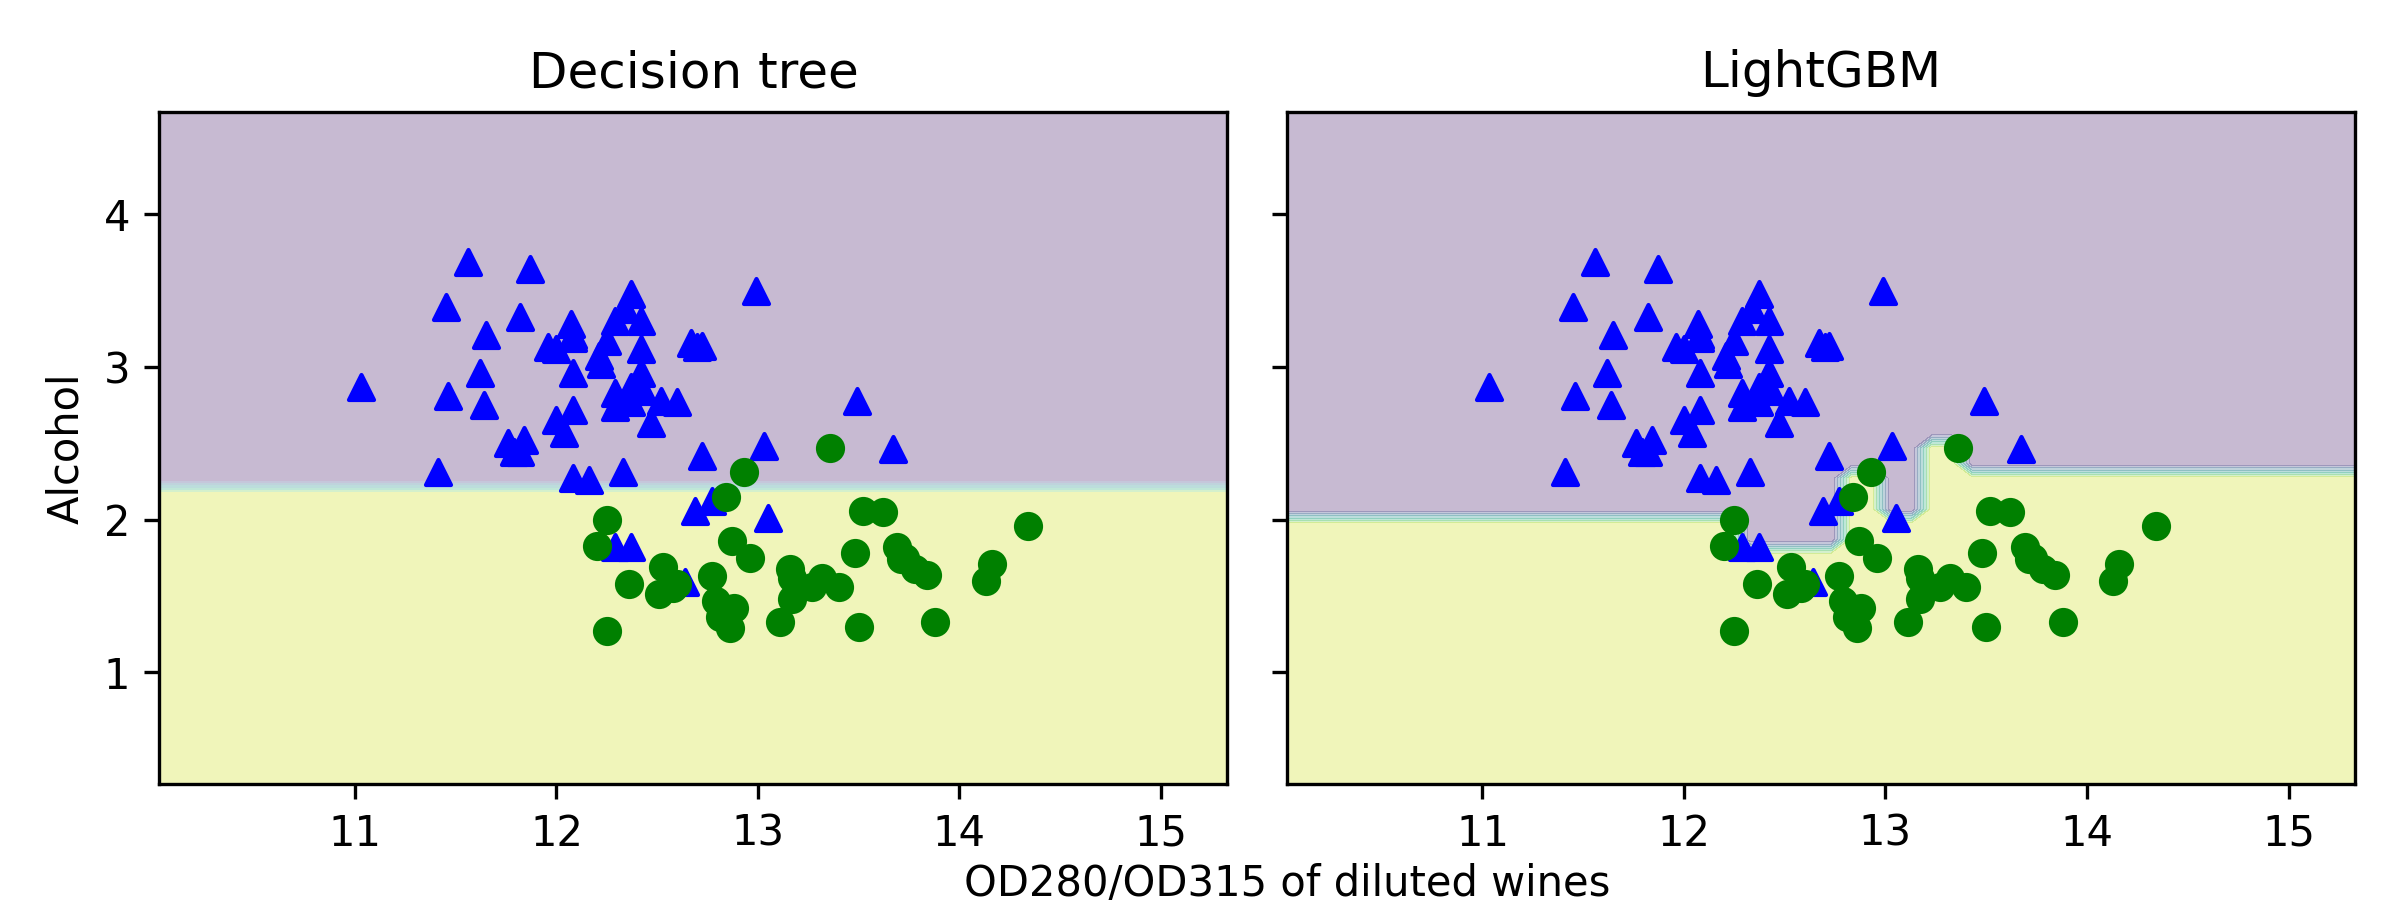 Decision tree
LightGBM
Alcohol
4
3
2
1
11 12 13 14 15
11 12 13 14 15
OD280/OD315 of diluted wines